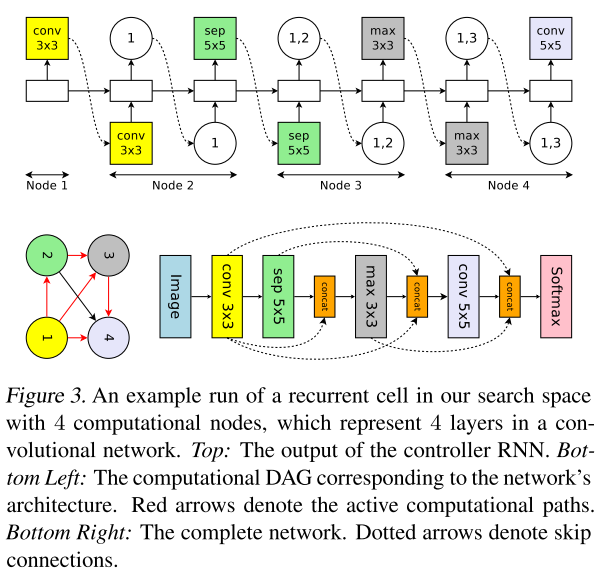 conv
3x3
1
sep
5x5
1,2
max
3x3
1,3
conv
5x5
conv
3x3
1
sep
5x5
1,2
max
3x3
1,3
Node 1
Node 2
Node 3
Node 4
2
3
1
4
Image
conv 3x3
sep 5x5
concat
max 3x3
concat
conv 5x5
concat
Softmax
Figure 3. An example run of a recurrent cell in our search space
with 4 computational nodes, which represent 4 layers in a con-
volutional network. Top: The output of the controller RNN. Bot-
tom Left: The computational DAG corresponding to the network's
architecture. Red arrows denote the active computational paths.
Bottom Right: The complete network. Dotted arrows denote skip
connections.